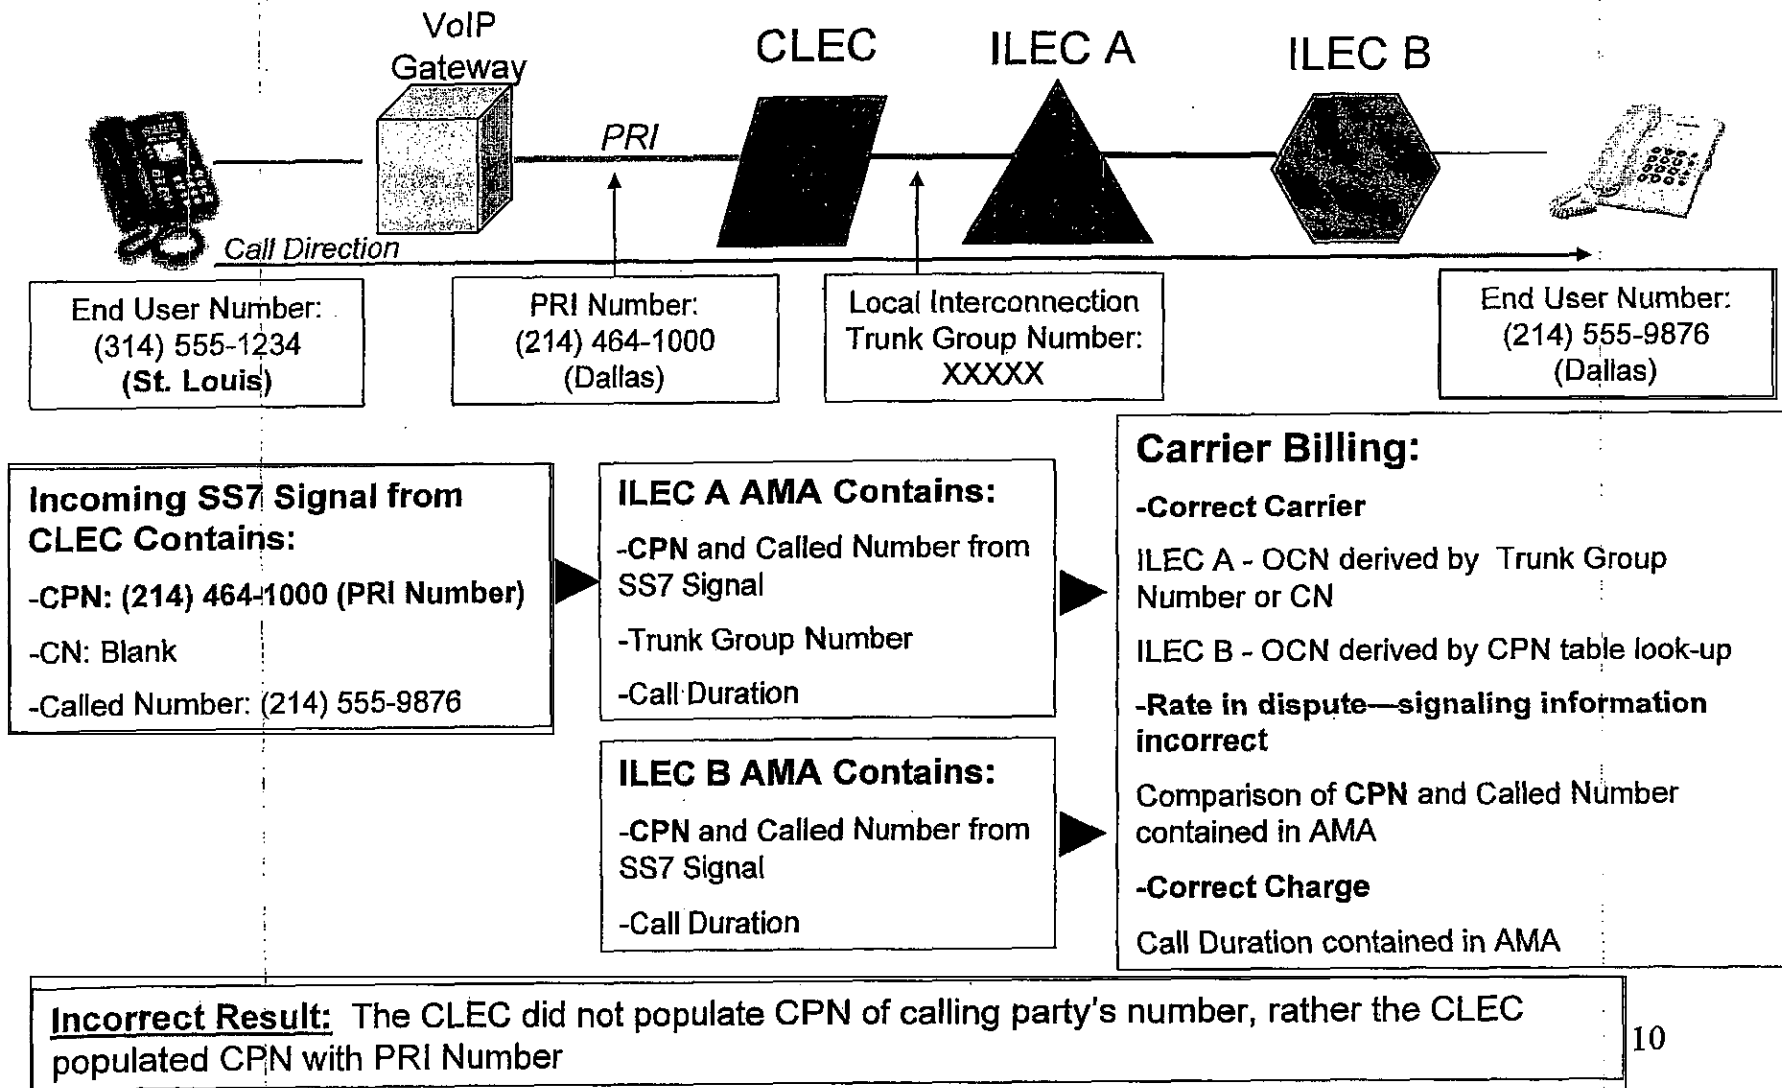 VoIP
Gateway
CLEC
ILEC A
ILEC B
PRI
Call Direction
End User Number:
(314) 555-1234
(St. Louis)
PRI Number:
(214) 464-1000
(Dallas)
Local Interconnection
Trunk Group Number:
XXXXX
End User Number:
(214) 555-9876
(Dallas)
Incoming SS7 Signal from
CLEC Contains:
-CPN: (214) 464-1000 (PRI Number)
-CN: Blank
-Called Number: (214) 555-9876
ILEC A AMA Contains:
-CPN and Called Number from
SS7 Signal
-Trunk Group Number
-Call Duration
ILEC B AMA Contains:
-CPN and Called Number from
SS7 Signal
-Call Duration
Carrier Billing:
-Correct Carrier
ILEC A - OCN derived by Trunk Group
Number or CN
ILEC B - OCN derived by CPN table look-up
-Rate in dispute—signaling information
incorrect
Comparison of CPN and Called Number
contained in AMA
-Correct Charge
Call Duration contained in AMA
Incorrect Result: The CLEC did not populate CPN of calling party's number, rather the CLEC
populated CPN with PRI Number
10